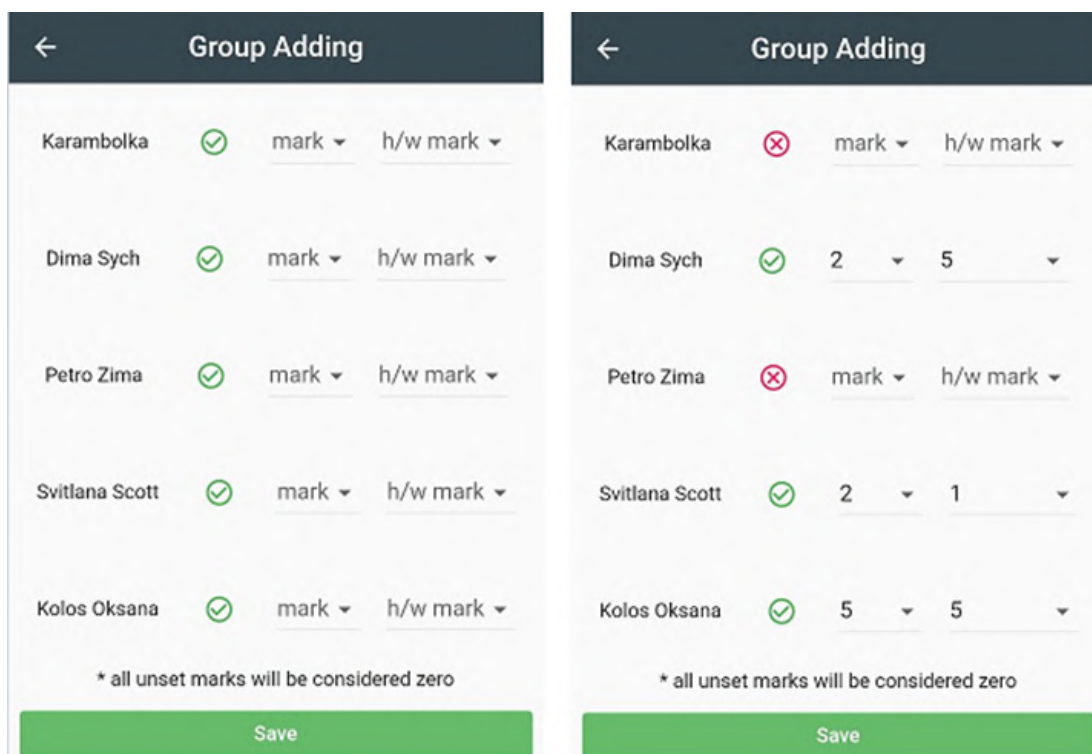 Group Adding
Karambolka mark h/w mark
Dima Sych mark h/w mark
Petro Zima mark h/w mark
Svitlana Scott mark h/w mark
Kolos Oksana mark h/w mark
* all unset marks will be considered zero
Save
Group Adding
Karambolka mark h/w mark
Dima Sych 2 5
Petro Zima mark h/w mark
Svitlana Scott 2 1
Kolos Oksana 5 5
* all unset marks will be considered zero
Save